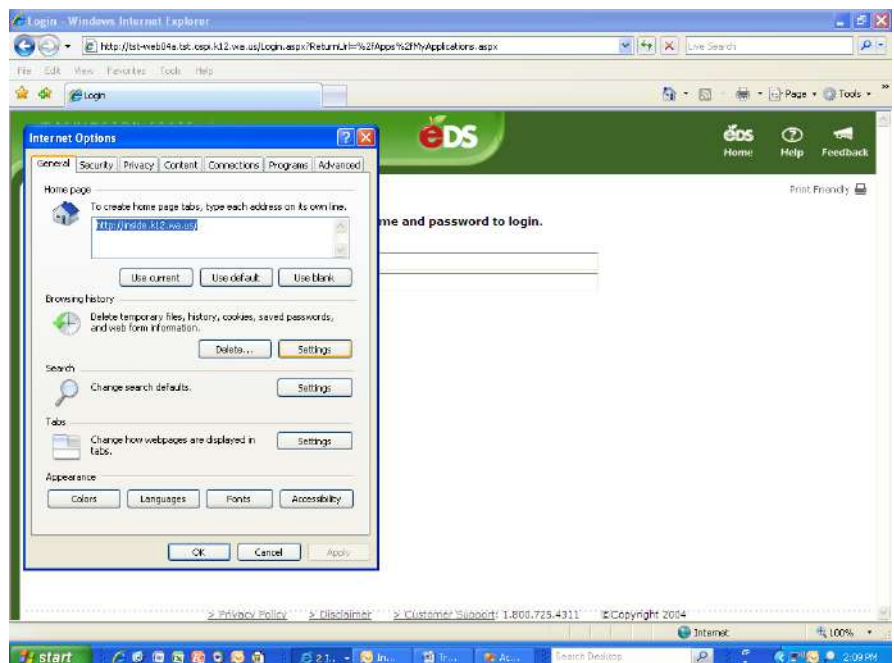 Login - Windows Internet Explorer
http://tst-web04a.tst.ospi.k12.wa.us/Login.aspx?ReturnUrl=%2fApps%2fMyApplications.aspx
Live Search
File Edit View Favorites Tools Help
Login
Page Tools
Internet Options
eDS
eDS
Home Help Feedback
General Security Privacy Content Connections Programs Advanced
Print Friendly
Home page
To create home page tabs, type each address on its own line.
http://inside.k12.wa.us/
me and password to login.
Use current Use default Use blank
Browsing history
Delete temporary files, history, cookies, saved passwords,
and web form information.
Delete... Settings
Search
Change search defaults. Settings
Tabs
Change how webpages are displayed in
tabs.
Settings
Appearance
Colors Languages Fonts Accessibility
OK Cancel Apply
> Privacy Policy > Disclaimer > Customer Support: 1.800.725.4311 ©Copyright 2004
Internet 100%
start 21.. In... Tr... Ac... Search Desktop 2:09 PM